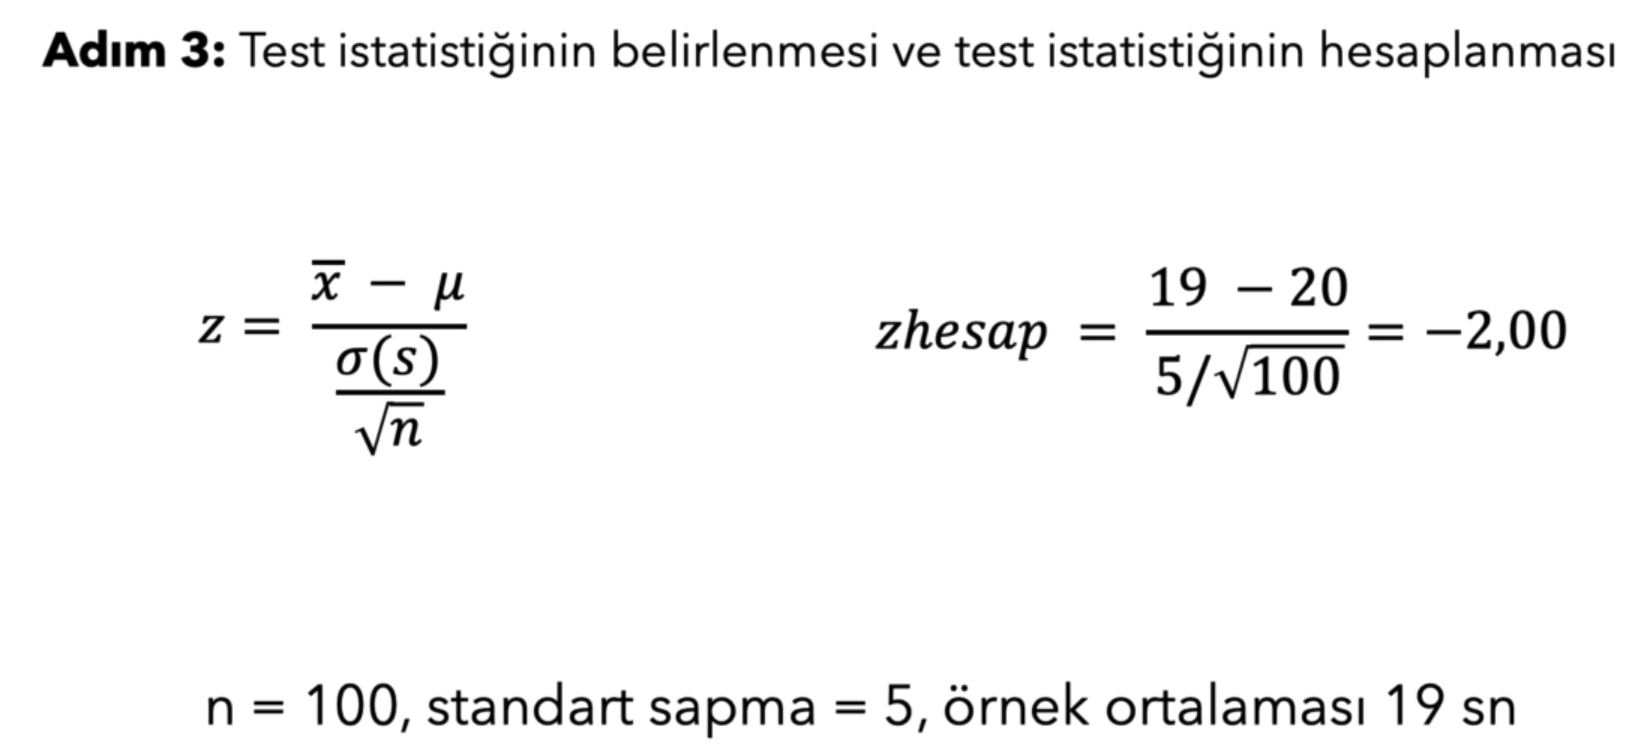 Adım 3: Test istatistiğinin belirlenmesi ve test istatistiğinin hesaplanması
z = (x̅ − μ) / (σ(s) / √n)
zhesap = (19 − 20) / (5/√100) = −2,00
n = 100, standart sapma = 5, örnek ortalaması 19 sn